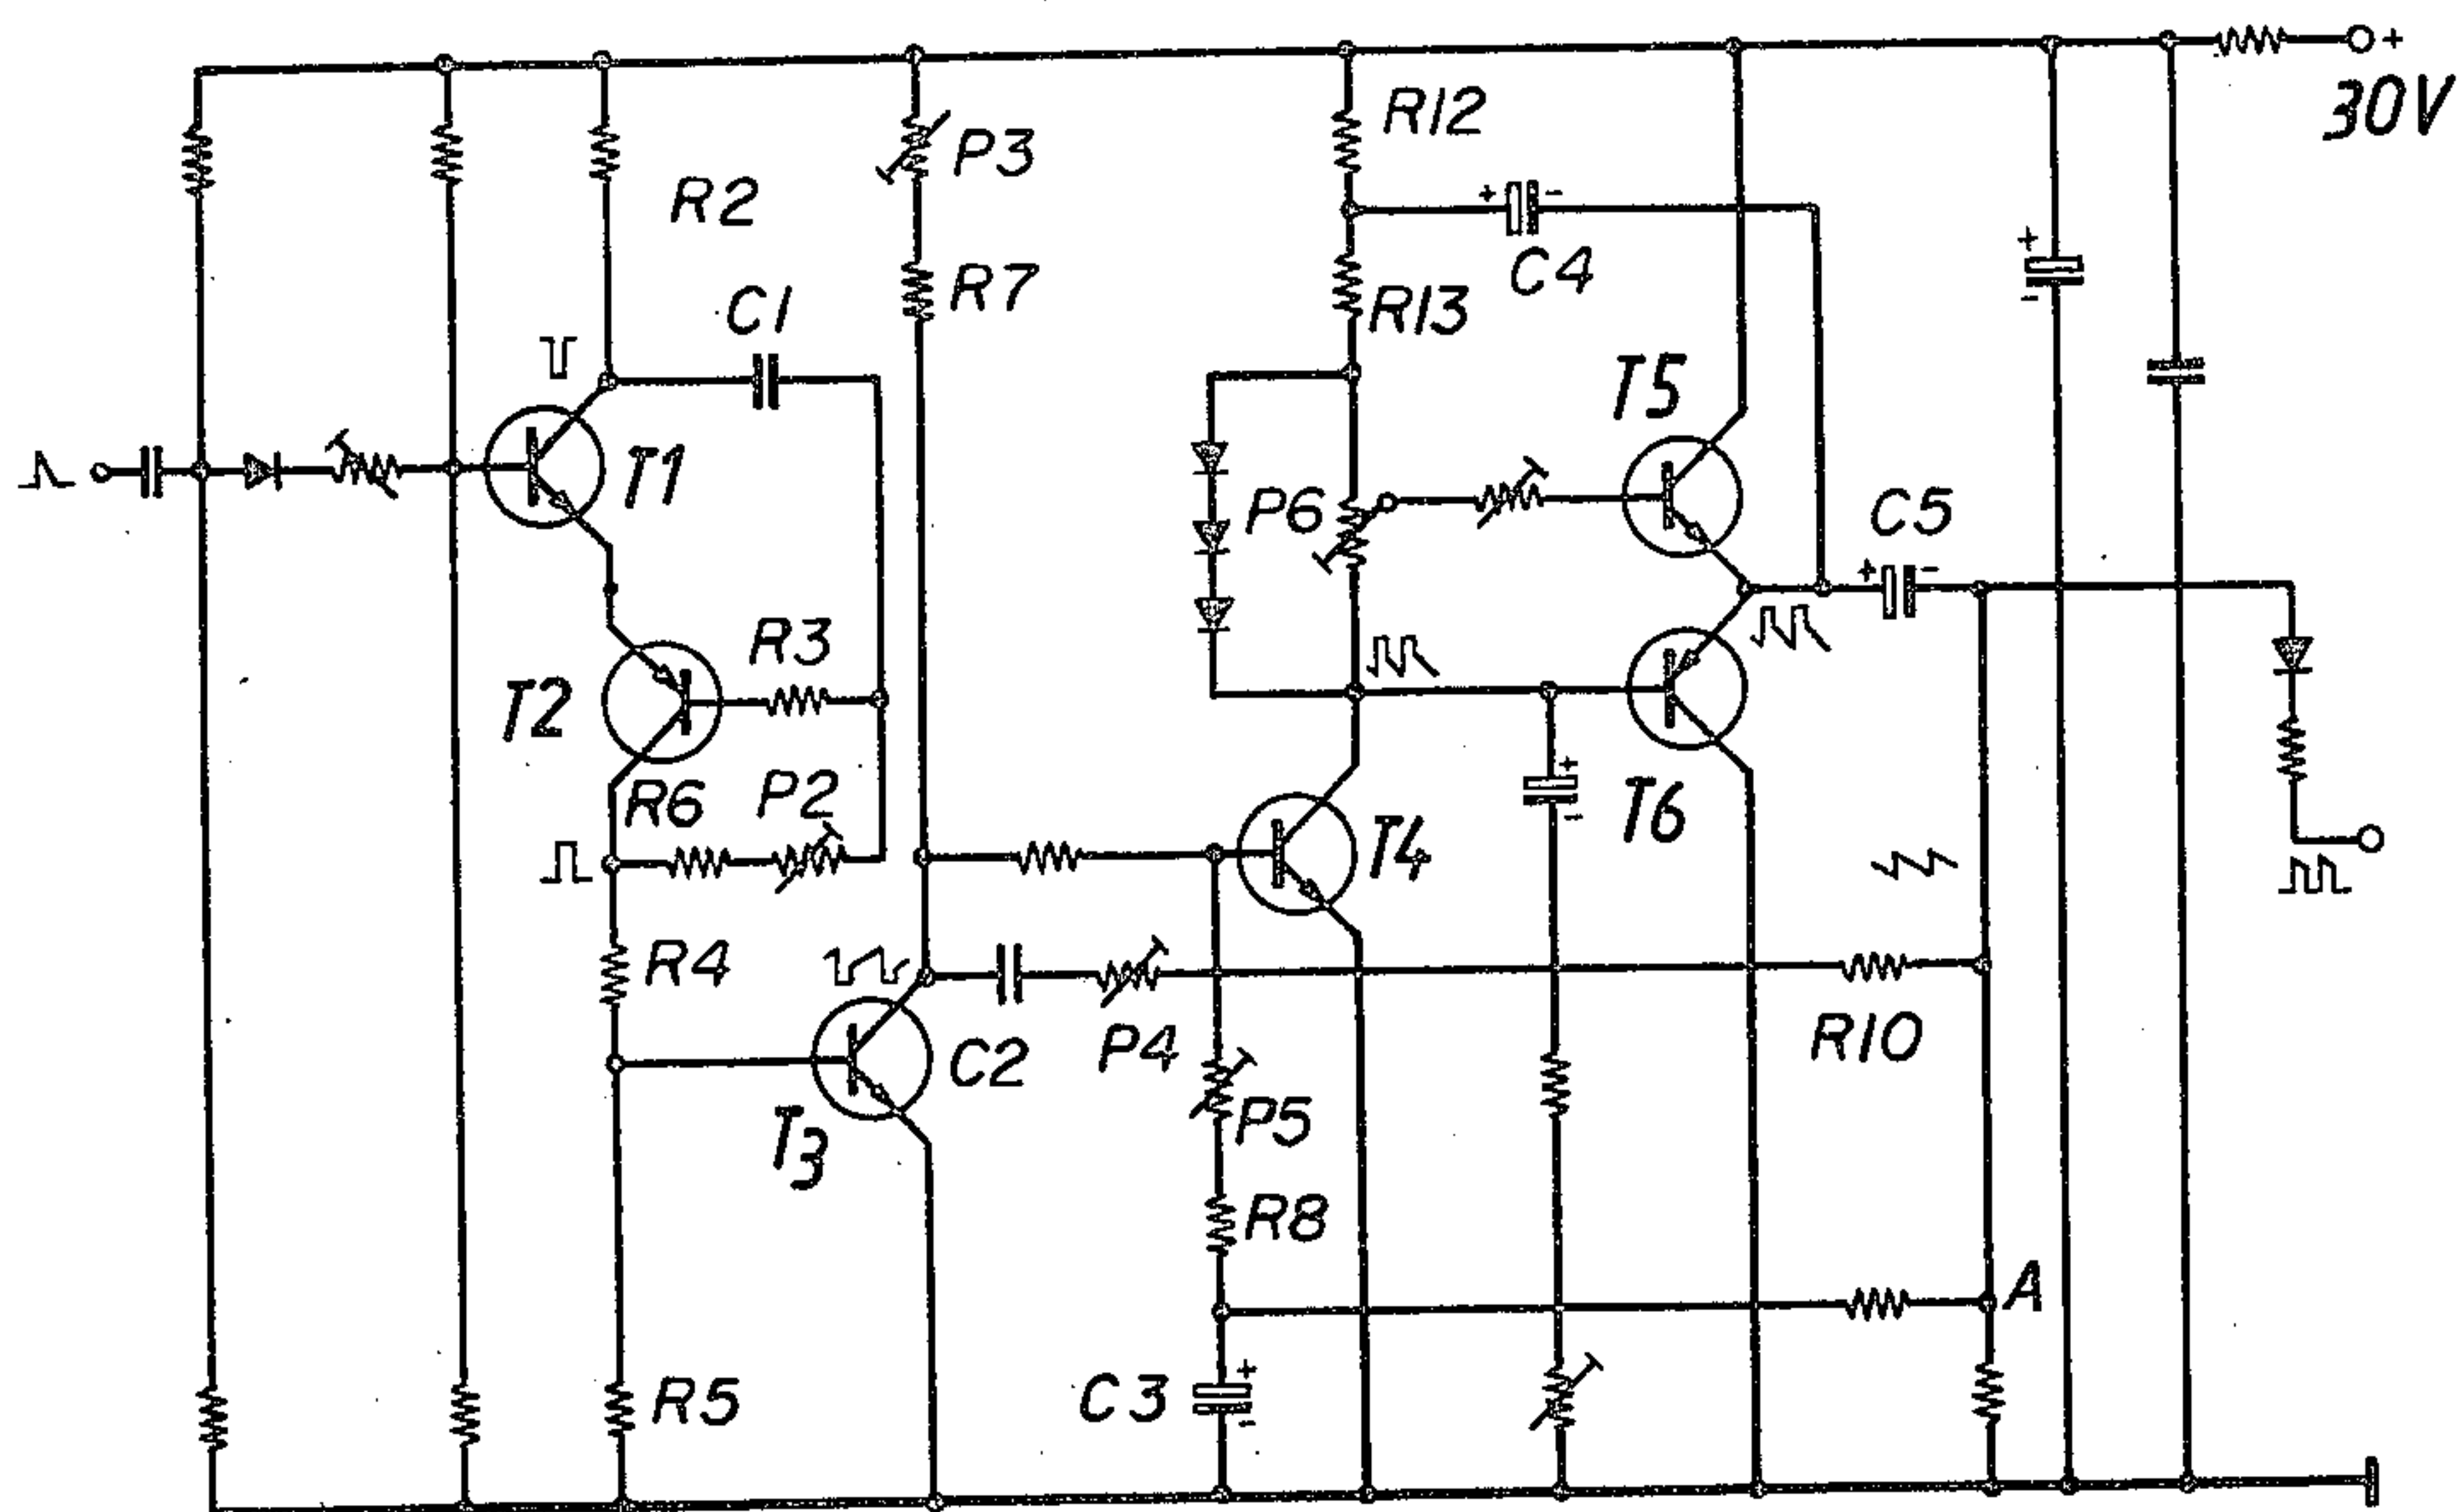 +
30V
R12
P3
R2
+ -
C4
R7
R13
C1
+
-
T5
T1
P6
C5
+ -
R3
T2
R6
P2
+
-
T6
T4
R4
C2
P4
R10
T3
P5
R8
A
C3
+
-
R5